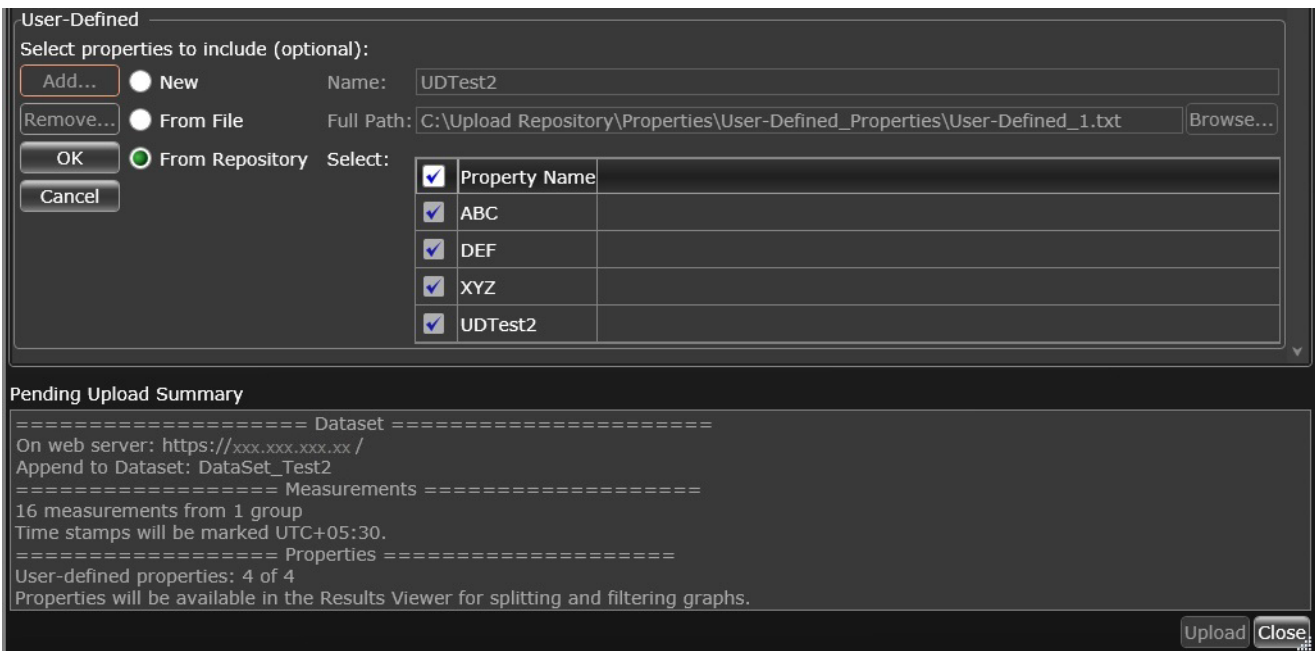 User-Defined
Select properties to include (optional):
Add... New Name: UDTest2
Remove... From File Full Path: C:\Upload Repository\Properties\User-Defined_Properties\User-Defined_1.txt Browse...
OK From Repository Select:
Property Name
Cancel
ABC
DEF
XYZ
UDTest2
Pending Upload Summary
==================== Dataset ======================
On web server: https://xxx.xxx.xxx.xx /
Append to Dataset: DataSet_Test2
================== Measurements ===================
16 measurements from 1 group
Time stamps will be marked UTC+05:30.
================== Properties ====================
User-defined properties: 4 of 4
Properties will be available in the Results Viewer for splitting and filtering graphs.
Upload Close